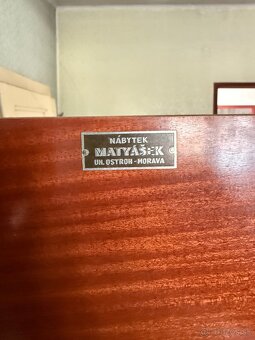 NÁBYTEK
MATYÁŠEK
UH. OSTROH-MORAVA